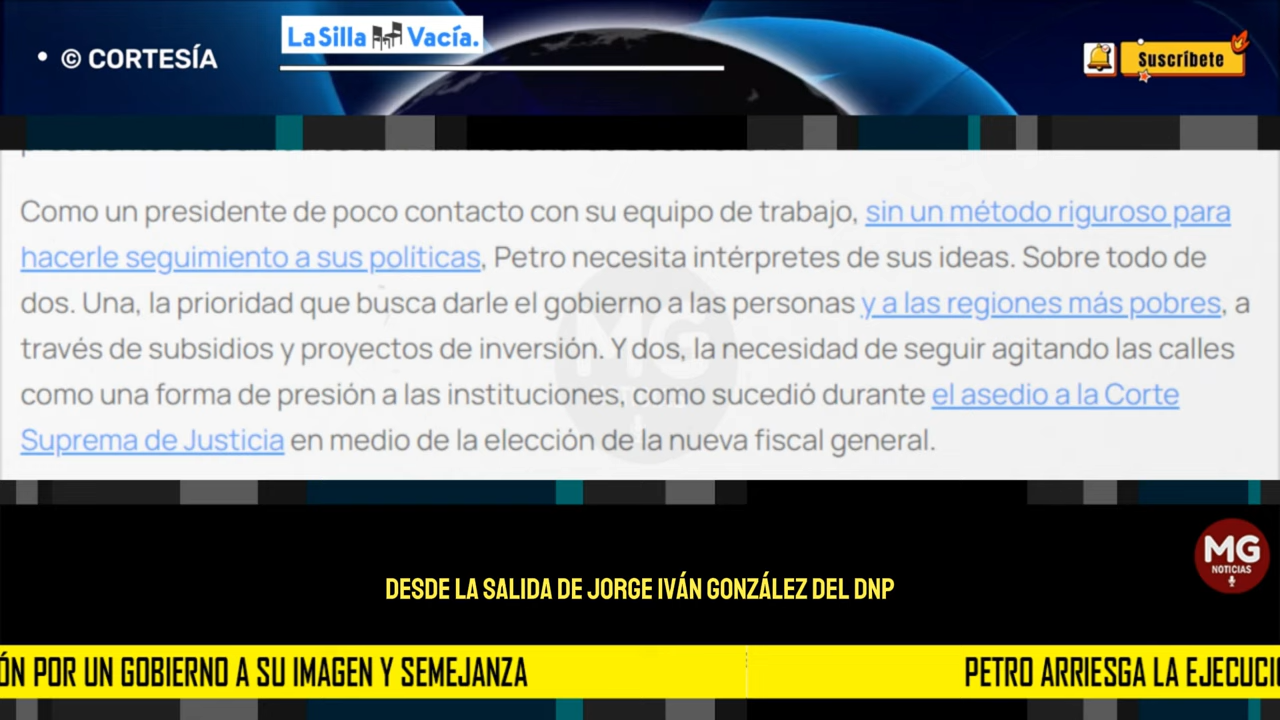 • © CORTESÍA
La Silla Vacía.
Suscríbete
Como un presidente de poco contacto con su equipo de trabajo, sin un método riguroso para
hacerle seguimiento a sus políticas, Petro necesita intérpretes de sus ideas. Sobre todo de
dos. Una, la prioridad que busca darle el gobierno a las personas y a las regiones más pobres, a
través de subsidios y proyectos de inversión. Y dos, la necesidad de seguir agitando las calles
como una forma de presión a las instituciones, como sucedió durante el asedio a la Corte
Suprema de Justicia en medio de la elección de la nueva fiscal general.
MG
NOTICIAS
DESDE LA SALIDA DE JORGE IVÁN GONZÁLEZ DEL DNP
ÓN POR UN GOBIERNO A SU IMAGEN Y SEMEJANZA
PETRO ARRIESGA LA EJECUCI